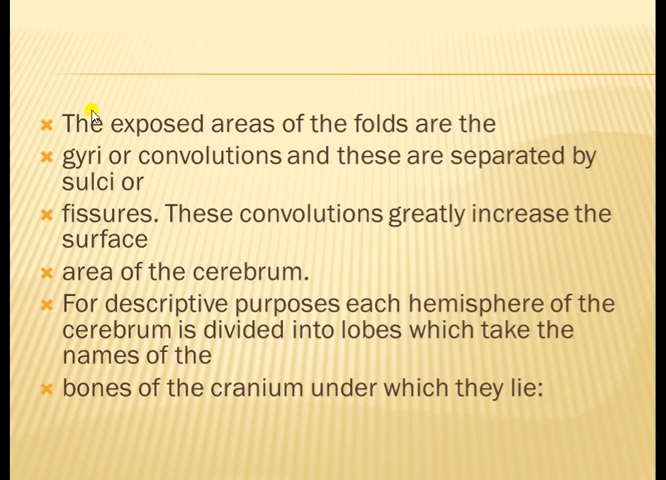 The exposed areas of the folds are the
gyri or convolutions and these are separated by
sulci or
fissures. These convolutions greatly increase the
surface
area of the cerebrum.
For descriptive purposes each hemisphere of the
cerebrum is divided into lobes which take the
names of the
bones of the cranium under which they lie: